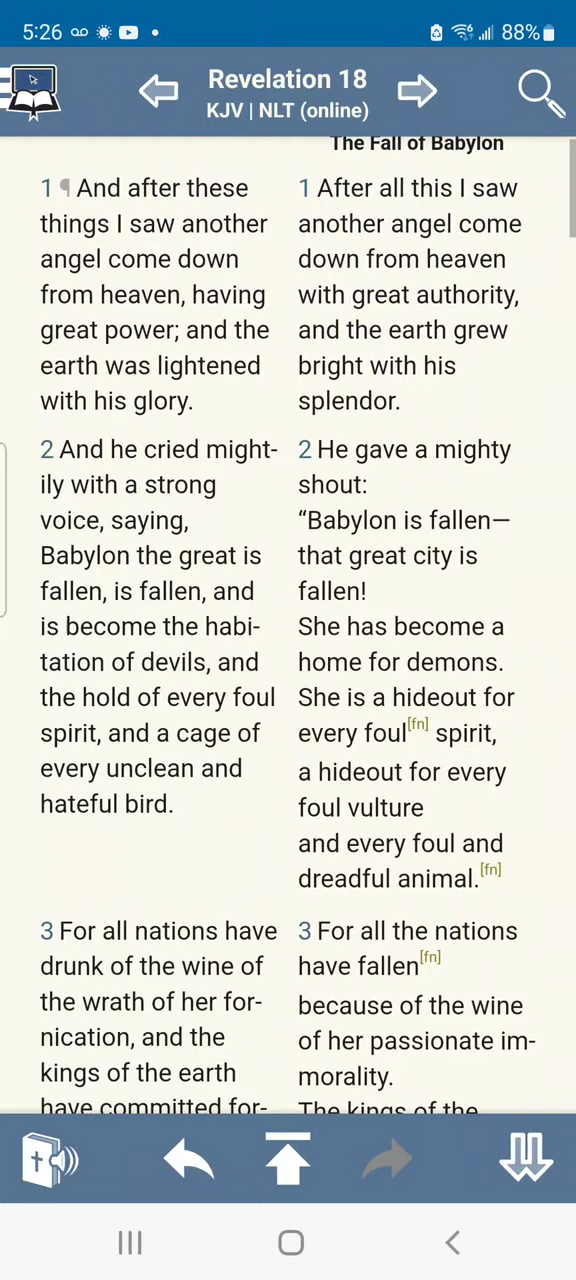 5:26
88%
Revelation 18
KJV | NLT (online)
The Fall of Babylon
1 ¶ And after these
things I saw another
angel come down
from heaven, having
great power; and the
earth was lightened
with his glory.
2 And he cried might-
ily with a strong
voice, saying,
Babylon the great is
fallen, is fallen, and
is become the habi-
tation of devils, and
the hold of every foul
spirit, and a cage of
every unclean and
hateful bird.
3 For all nations have
drunk of the wine of
the wrath of her for-
nication, and the
kings of the earth
have committed for-
1 After all this I saw
another angel come
down from heaven
with great authority,
and the earth grew
bright with his
splendor.
2 He gave a mighty
shout:
“Babylon is fallen—
that great city is
fallen!
She has become a
home for demons.
She is a hideout for
every foul[fn] spirit,
a hideout for every
foul vulture
and every foul and
dreadful animal.[fn]
3 For all the nations
have fallen[fn]
because of the wine
of her passionate im-
morality.
The kings of the